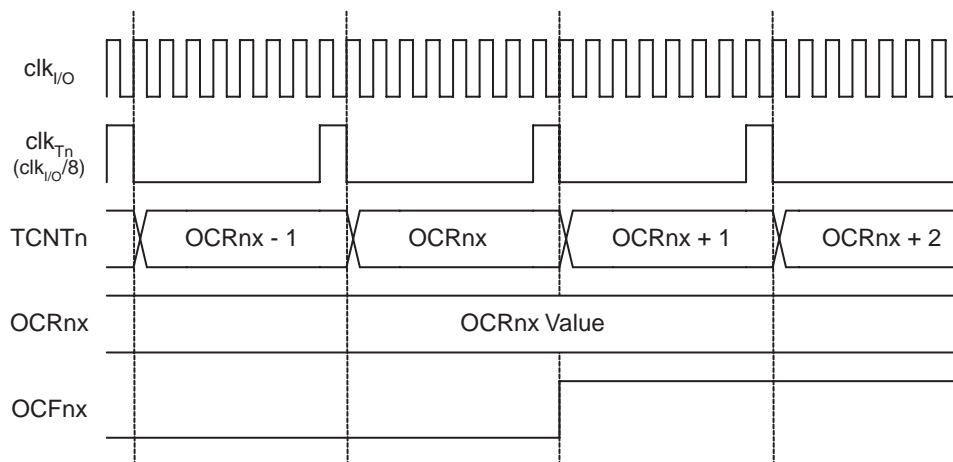 clkI/O
clkTn
(clkI/O/8)
TCNTn
OCRnx - 1
OCRnx
OCRnx + 1
OCRnx + 2
OCRnx
OCRnx Value
OCFnx